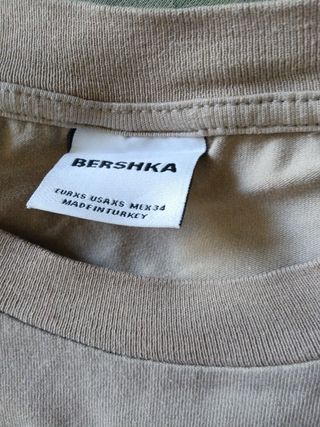 BERSHKA
EUR XS USA XS MEX 34
MADE IN TURKEY